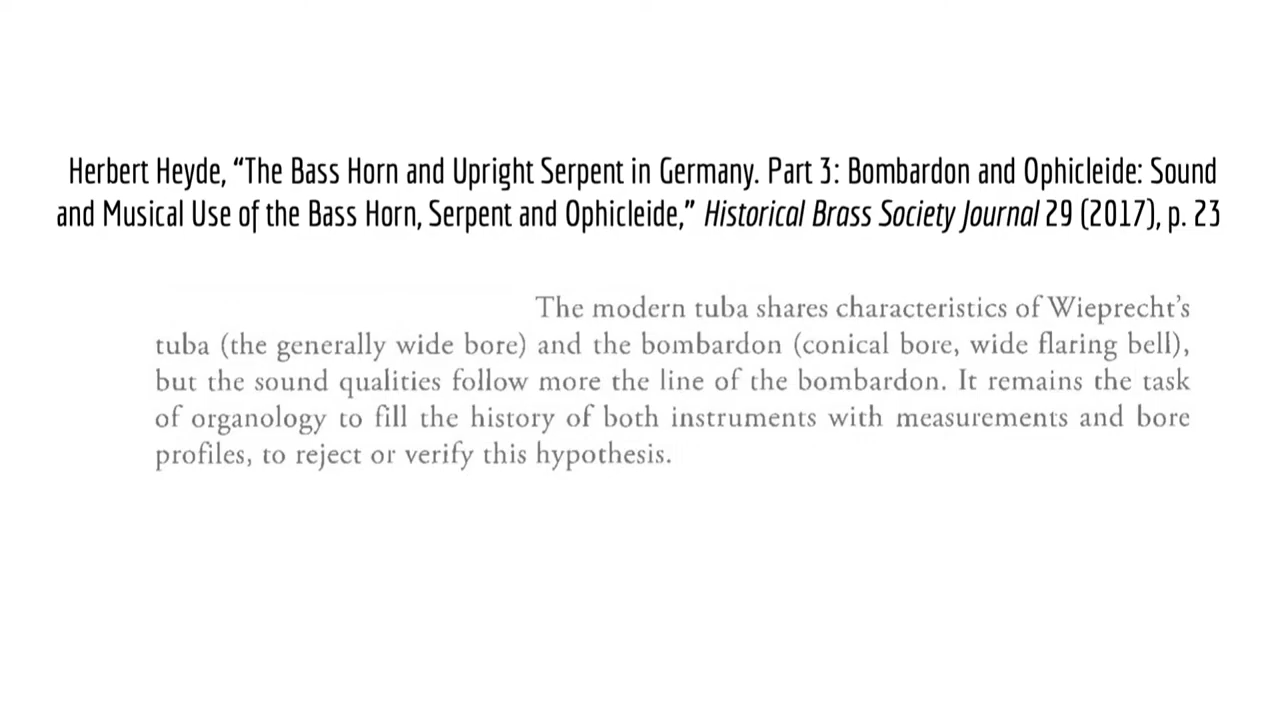 Herbert Heyde, “The Bass Horn and Upright Serpent in Germany. Part 3: Bombardon and Ophicleide: Sound
and Musical Use of the Bass Horn, Serpent and Ophicleide,” Historical Brass Society Journal 29 (2017), p. 23
The modern tuba shares characteristics of Wieprecht’s
tuba (the generally wide bore) and the bombardon (conical bore, wide flaring bell),
but the sound qualities follow more the line of the bombardon. It remains the task
of organology to fill the history of both instruments with measurements and bore
profiles, to reject or verify this hypothesis.